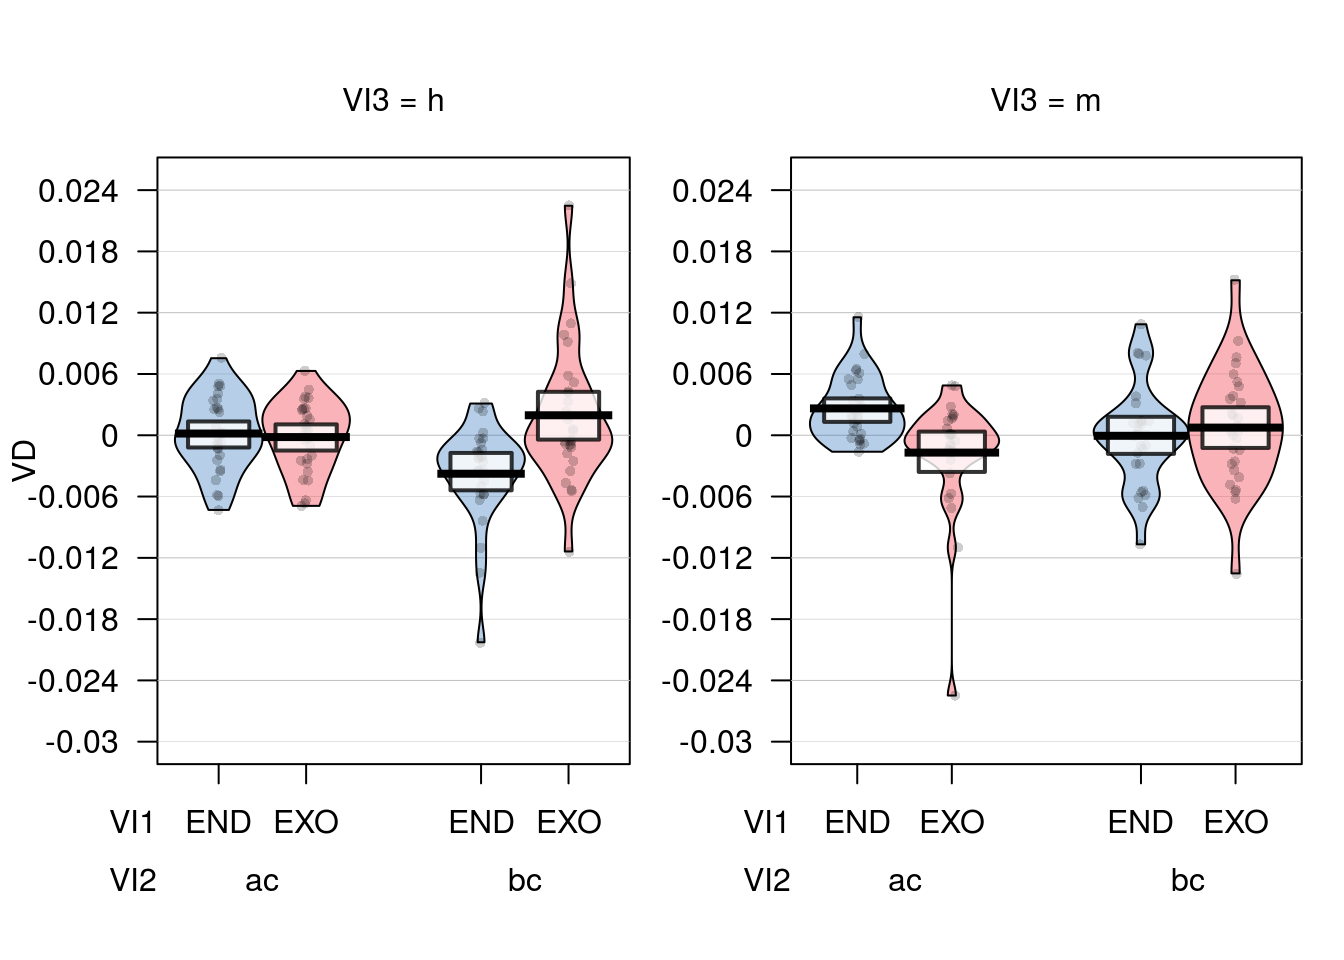 VI3 = h VI3 = m
0.024 0.024
0.018 0.018
0.012 0.012
0.006 0.006
0 0
VD
-0.006 -0.006
-0.012 -0.012
-0.018 -0.018
-0.024 -0.024
-0.03 -0.03
VI1 END EXO END EXO VI1 END EXO END EXO
VI2 ac bc VI2 ac bc